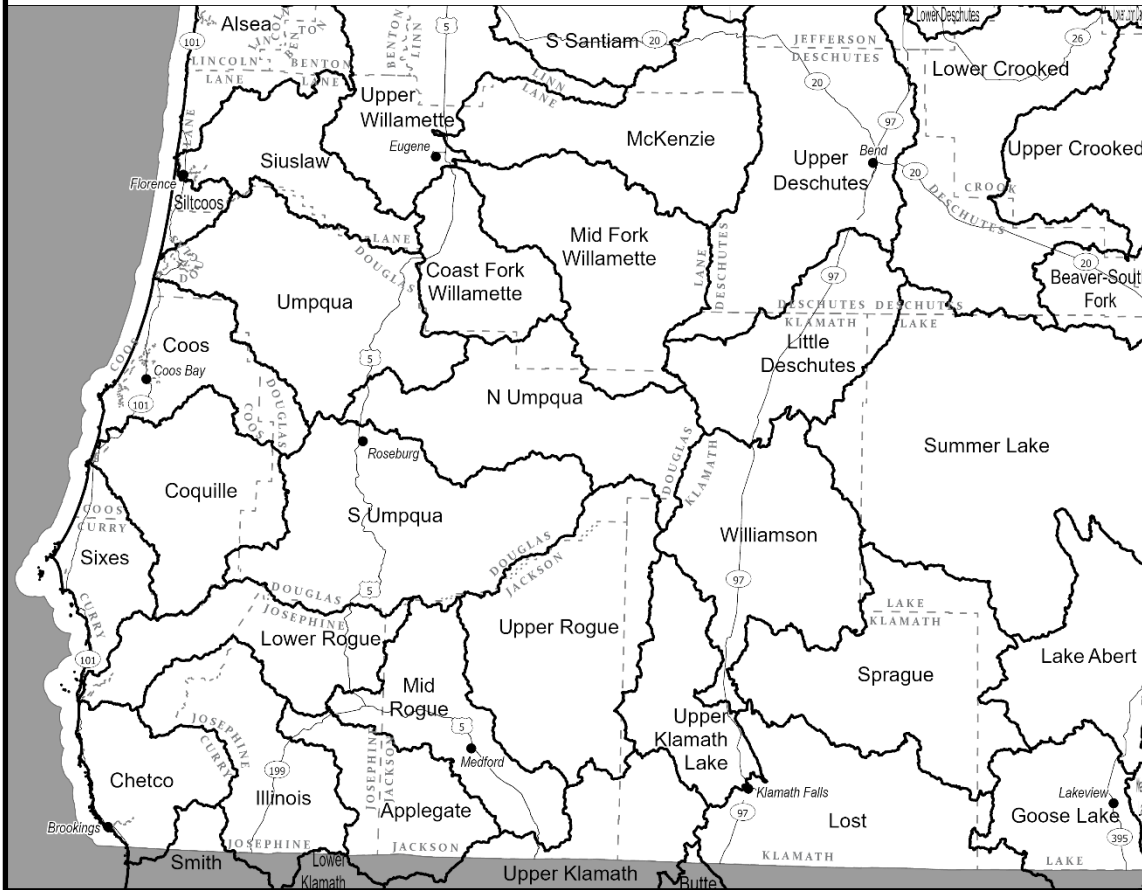 Alsea
101
LINCOLN
LINCOLN
BENTON
LANE
LANE
BENTON
LINN
5
S Santiam
20
LINN
LANE
JEFFERSON
DESCHUTES
20
Lower Deschutes
26
Lower Crooked
Upper
Willamette
McKenzie
97
Upper Crooked
LANE
Siuslaw
Eugene
Bend
Upper
Deschutes
20
Florence
Siltcoos
CROOK
DESCHUTES
LANE
DOUGLAS
Mid Fork
Willamette
LANE
DESCHUTES
Coast Fork
Willamette
97
20
Beaver-South
Fork
Umpqua
DESCHUTES
DESCHUTES
KLAMATH
LAKE
COOS
Coos
5
Little
Deschutes
Coos Bay
DOUGLAS
COOS
101
N Umpqua
Roseburg
DOUGLAS
KLAMATH
Summer Lake
Coquille
COOS
CURRY
S Umpqua
Williamson
Sixes
DOUGLAS
JACKSON
97
DOUGLAS
JOSEPHINE
5
LAKE
KLAMATH
CURRY
Lower Rogue
Upper Rogue
101
Lake Abert
Sprague
Mid
Rogue
JOSEPHINE
CURRY
5
Upper
Klamath
Lake
JOSEPHINE
JACKSON
Medford
199
Chetco
Illinois
Applegate
Klamath Falls
Lakeview
97
Lost
Goose Lake
Brookings
395
JOSEPHINE
JACKSON
KLAMATH
LAKE
Smith
Lower
Klamath
Upper Klamath
Butte